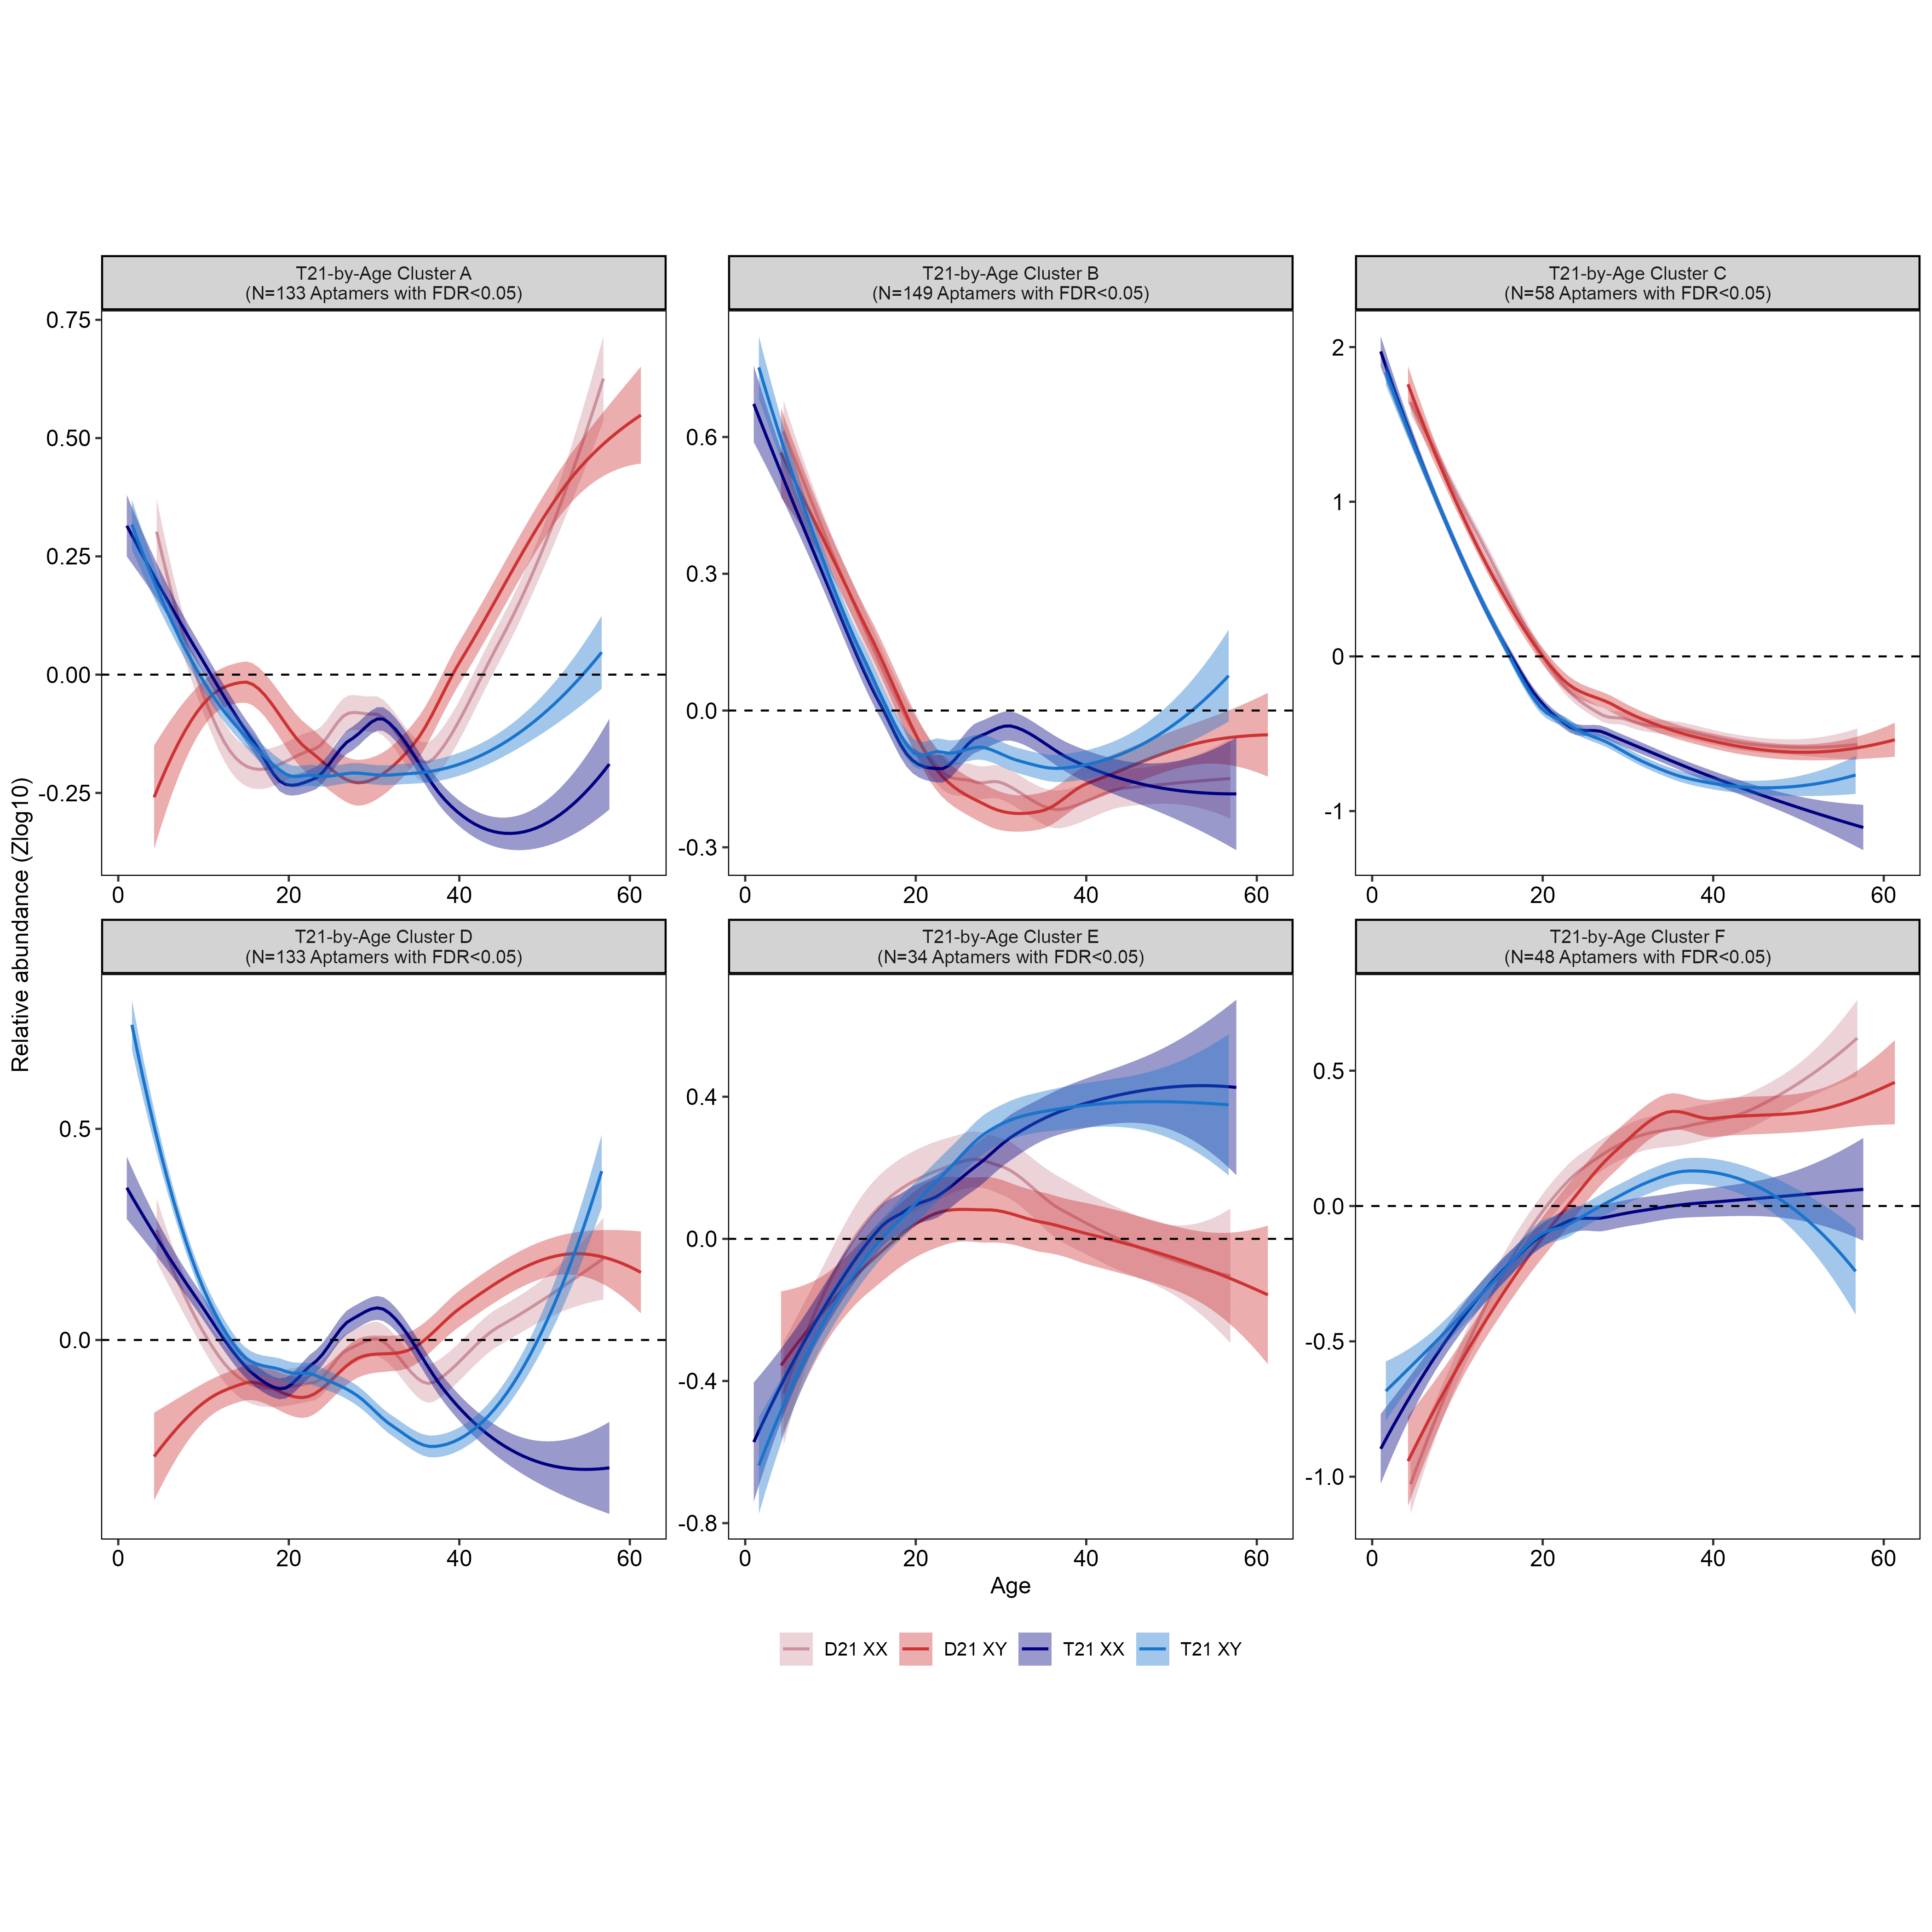 T21-by-Age Cluster A
(N=133 Aptamers with FDR<0.05)
T21-by-Age Cluster B
(N=149 Aptamers with FDR<0.05)
T21-by-Age Cluster C
(N=58 Aptamers with FDR<0.05)
0.75
0.50
0.25
0.00
-0.25
0 20 40 60
0.6
0.3
0.0
-0.3
0 20 40 60
2
1
0
-1
0 20 40 60
Relative abundance (Zlog10)
T21-by-Age Cluster D
(N=133 Aptamers with FDR<0.05)
T21-by-Age Cluster E
(N=34 Aptamers with FDR<0.05)
T21-by-Age Cluster F
(N=48 Aptamers with FDR<0.05)
0.5
0.0
0 20 40 60
0.4
0.0
-0.4
-0.8
0 20 40 60
0.5
0.0
-0.5
-1.0
0 20 40 60
Age
D21 XX D21 XY T21 XX T21 XY